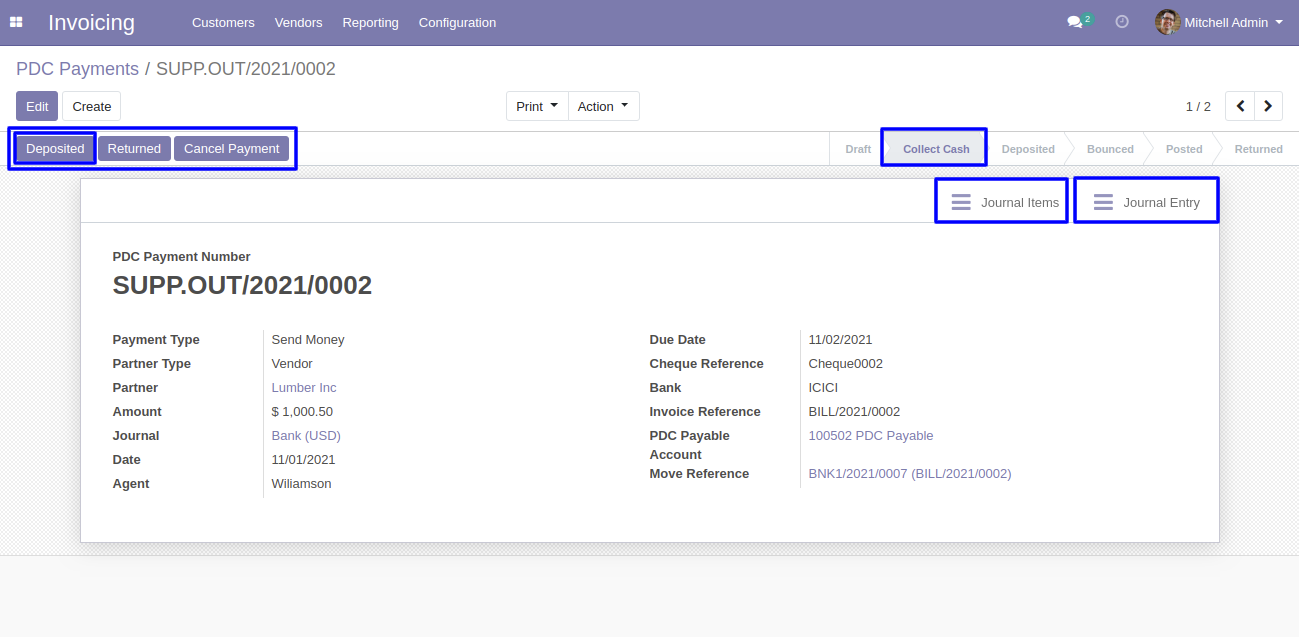 Invoicing Customers Vendors Reporting Configuration 2 Mitchell Admin
PDC Payments / SUPP.OUT/2021/0002
Edit Create Print Action 1 / 2
Deposited Returned Cancel Payment Draft Collect Cash Deposited Bounced Posted Returned
Journal Items Journal Entry
PDC Payment Number
SUPP.OUT/2021/0002
Payment Type Send Money
Partner Type Vendor
Partner Lumber Inc
Amount $ 1,000.50
Journal Bank (USD)
Date 11/01/2021
Agent Wiliamson
Due Date 11/02/2021
Cheque Reference Cheque0002
Bank ICICI
Invoice Reference BILL/2021/0002
PDC Payable 100502 PDC Payable
Account
Move Reference BNK1/2021/0007 (BILL/2021/0002)